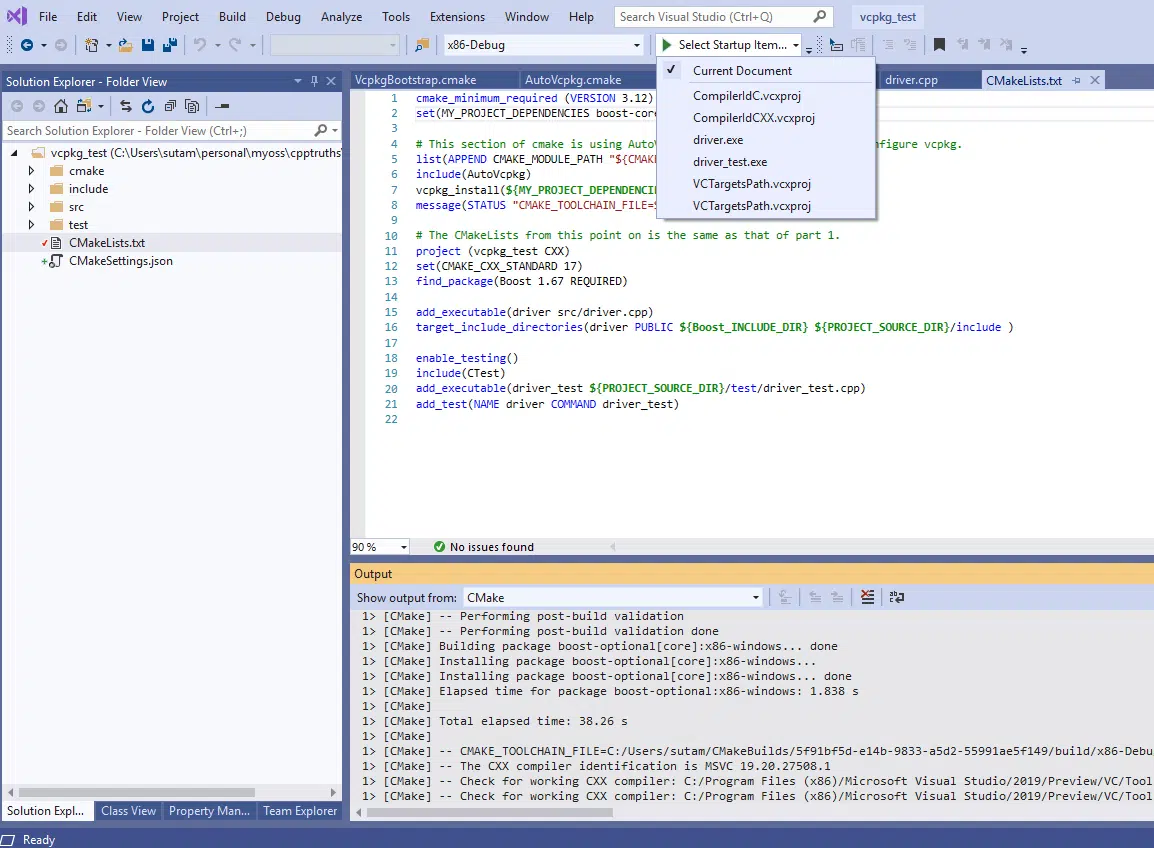 File Edit View Project Build Debug Analyze Tools Extensions Window Help Search Visual Studio (Ctrl+Q) vcpkg_test
x86-Debug Select Startup Item...
Current Document
CompilerIdC.vcxproj
CompilerIdCXX.vcxproj
driver.exe
driver_test.exe
VCTargetsPath.vcxproj
VCTargetsPath.vcxproj
Solution Explorer - Folder View
Search Solution Explorer - Folder View (Ctrl+;)
vcpkg_test (C:\Users\sutam\personal\myoss\cpptruths\
cmake
include
src
test
CMakeLists.txt
CMakeSettings.json
Solution Expl... Class View Property Man... Team Explorer
VcpkgBootstrap.cmake AutoVcpkg.cmake driver.cpp CMakeLists.txt
1 cmake_minimum_required (VERSION 3.12)
2 set(MY_PROJECT_DEPENDENCIES boost-cor
3
4 # This section of cmake is using AutoV nfigure vcpkg.
5 list(APPEND CMAKE_MODULE_PATH "${CMAK
6 include(AutoVcpkg)
7 vcpkg_install(${MY_PROJECT_DEPENDENCIE
8 message(STATUS "CMAKE_TOOLCHAIN_FILE=$
9
10 # The CMakeLists from this point on is the same as that of part 1.
11 project (vcpkg_test CXX)
12 set(CMAKE_CXX_STANDARD 17)
13 find_package(Boost 1.67 REQUIRED)
14
15 add_executable(driver src/driver.cpp)
16 target_include_directories(driver PUBLIC ${Boost_INCLUDE_DIR} ${PROJECT_SOURCE_DIR}/include )
17
18 enable_testing()
19 include(CTest)
20 add_executable(driver_test ${PROJECT_SOURCE_DIR}/test/driver_test.cpp)
21 add_test(NAME driver COMMAND driver_test)
22
90 % No issues found
Output
Show output from: CMake
1> [CMake] -- Performing post-build validation
1> [CMake] -- Performing post-build validation done
1> [CMake] Building package boost-optional[core]:x86-windows... done
1> [CMake] Installing package boost-optional[core]:x86-windows...
1> [CMake] Installing package boost-optional[core]:x86-windows... done
1> [CMake] Elapsed time for package boost-optional:x86-windows: 1.838 s
1> [CMake]
1> [CMake] Total elapsed time: 38.26 s
1> [CMake]
1> [CMake] -- CMAKE_TOOLCHAIN_FILE=C:/Users/sutam/CMakeBuilds/5f91bf5d-e14b-9833-a5d2-55991ae5f149/build/x86-Debu
1> [CMake] -- The CXX compiler identification is MSVC 19.20.27508.1
1> [CMake] -- Check for working CXX compiler: C:/Program Files (x86)/Microsoft Visual Studio/2019/Preview/VC/Tool
1> [CMake] -- Check for working CXX compiler: C:/Program Files (x86)/Microsoft Visual Studio/2019/Preview/VC/Tool
Ready